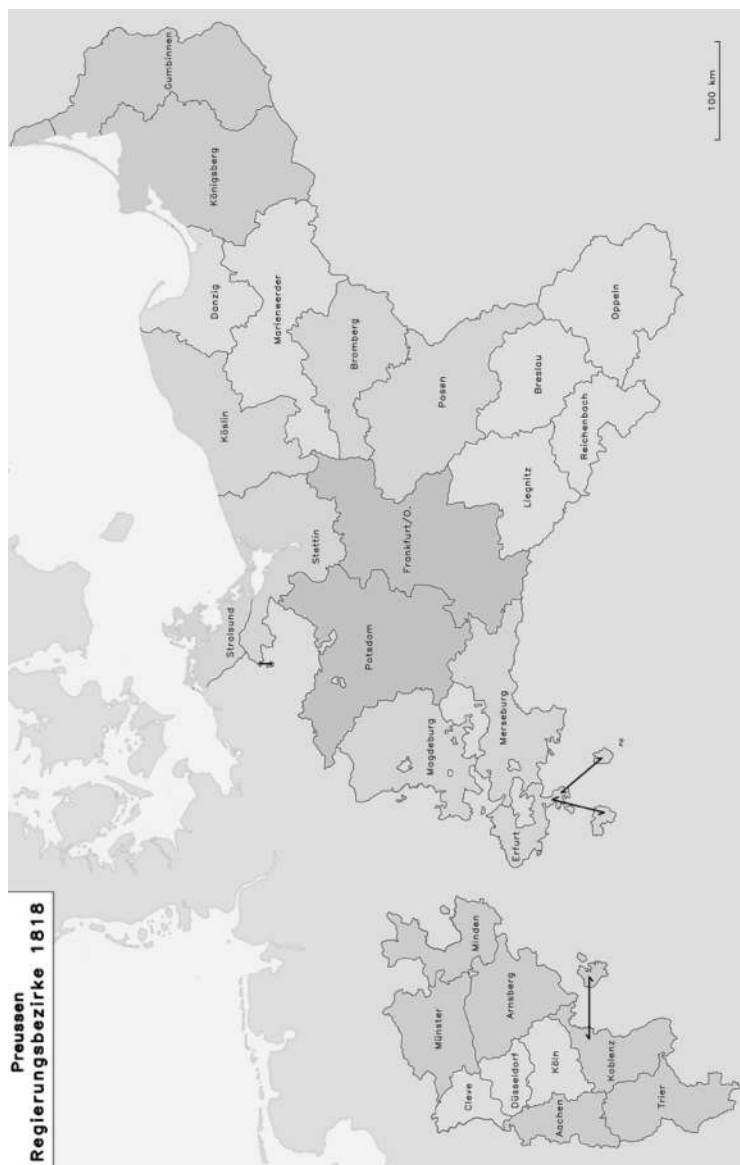 Preussen
Regierungsbezirke 1818
Gumbinnen
Königsberg
Danzig
Marienwerder
Köslin
Bromberg
Stettin
Stralsund
Posen
Frankfurt/O.
Potsdam
Oppeln
Breslau
Reichenbach
Liegnitz
Magdeburg
Merseburg
Erfurt
Minden
Münster
Arnsberg
Cleve
Düsseldorf
Köln
Aachen
Koblenz
Trier
100 km